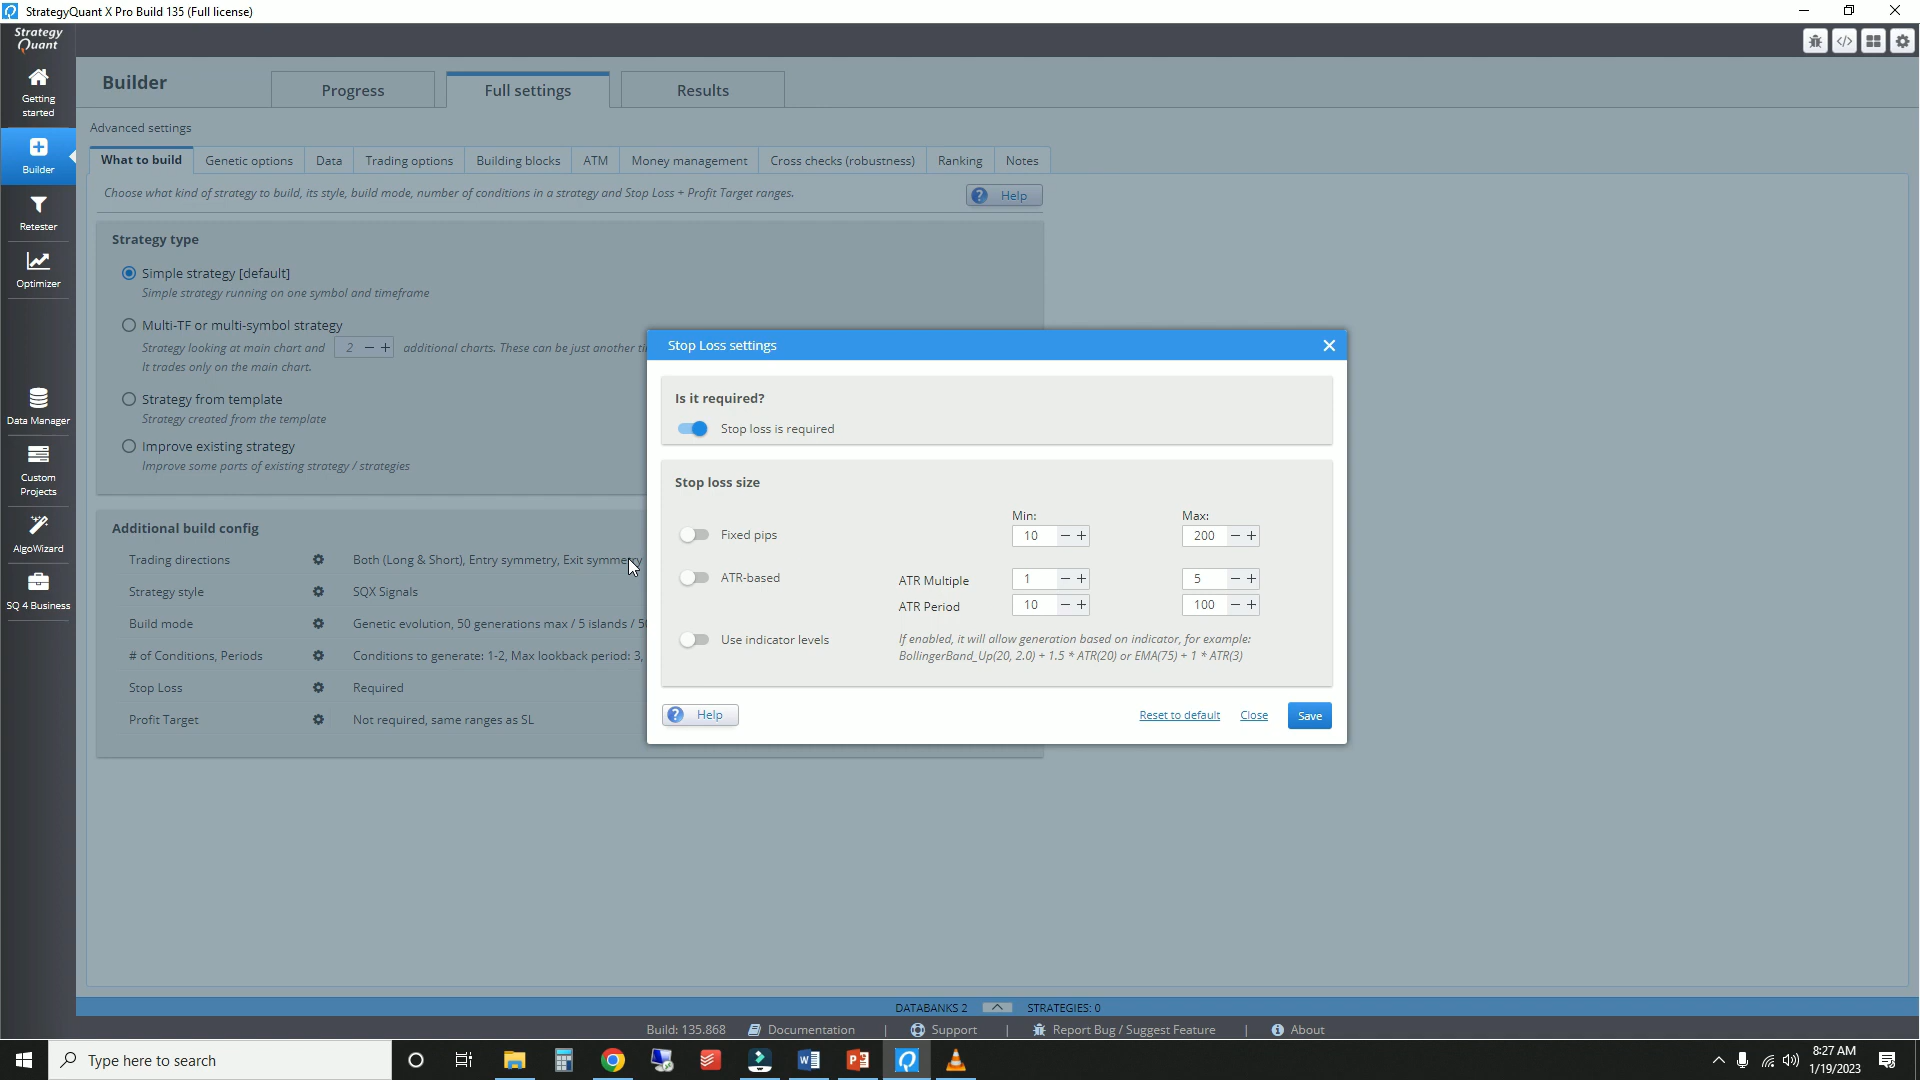 StrategyQuant X Pro Build 135 (Full license)
Strategy
Quant
Getting
started
Builder
Retester
Optimizer
Data Manager
Custom
Projects
AlgoWizard
SQ 4 Business
Builder
Progress
Full settings
Results
Advanced settings
What to build
Genetic options
Data
Trading options
Building blocks
ATM
Money management
Cross checks (robustness)
Ranking
Notes
Choose what kind of strategy to build, its style, build mode, number of conditions in a strategy and Stop Loss + Profit Target ranges.
Help
Strategy type
Simple strategy [default]
Simple strategy running on one symbol and timeframe
Multi-TF or multi-symbol strategy
Strategy looking at main chart and 2 additional charts. These can be just another
It trades only on the main chart.
Strategy from template
Strategy created from the template
Improve existing strategy
Improve some parts of existing strategy / strategies
Additional build config
Trading directions Both (Long & Short), Entry symmetry, Exit symmetry
Strategy style SQX Signals
Build mode Genetic evolution, 50 generations max / 5 islands /
# of Conditions, Periods Conditions to generate: 1-2, Max lookback period: 3,
Stop Loss Required
Profit Target Not required, same ranges as SL
Stop Loss settings
Is it required?
Stop loss is required
Stop loss size
Min: Max:
Fixed pips 10 200
ATR-based ATR Multiple 1 5
ATR Period 10 100
Use indicator levels If enabled, it will allow generation based on indicator, for example:
BollingerBand_Up(20, 2.0) + 1.5 * ATR(20) or EMA(75) + 1 * ATR(3)
Help
Reset to default
Close
Save
DATABANKS 2 STRATEGIES: 0
Build: 135.868 Documentation | Support | Report Bug / Suggest Feature | About
Type here to search
8:27 AM
1/19/2023